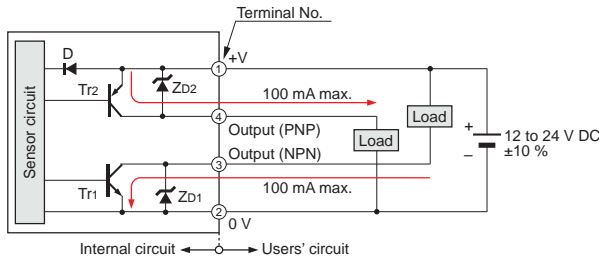 Terminal No.
D
1
+V
Tr2
ZD2
100 mA max.
4
Output (PNP)
Load
Load
+
12 to 24 V DC
±10 %
–
Sensor circuit
Output (NPN)
3
Tr1
ZD1
100 mA max.
2
0 V
Internal circuit
Users' circuit